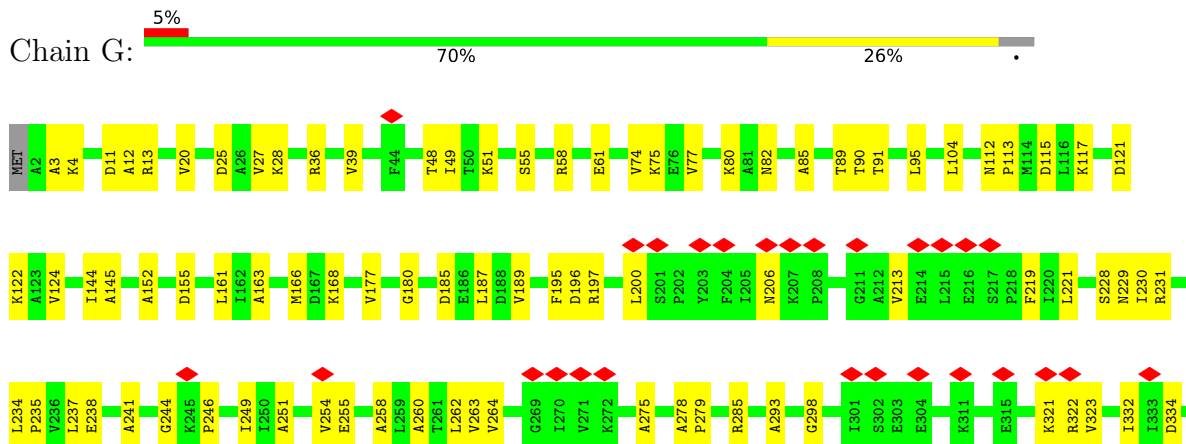 5%
Chain G:
70% 26% •
MET A2 A3 K4 D11 A12 R13 V20 D25 A26 V27 K28 R36 V39 F44 T48 I49 T50 K51 S55 R58 E61 V74 K75 E76 V77 K80 A81 N82 A85 T89 T90 T91 L95 L104 N112 P113 M114 D115 L116 K117 D121
K122 A123 V124 I144 A145 A152 D155 L161 I162 A163 M166 D167 K168 V177 G180 D185 E186 L187 D188 V189 F195 D196 R197 L200 S201 P202 Y203 F204 I205 N206 K207 P208 G211 A212 V213 E214 L215 E216 S217 P218 F219 I220 L221 S228 N229 I230 R231
L234 P235 V236 L237 E238 A241 G244 K245 P246 I249 I250 A251 V254 E255 A258 L259 A260 T261 L262 V263 V264 G269 I270 V271 K272 A275 A278 P279 R285 A293 G298 I301 S302 E303 E304 K311 E315 K321 R322 V323 I332 I333 D334